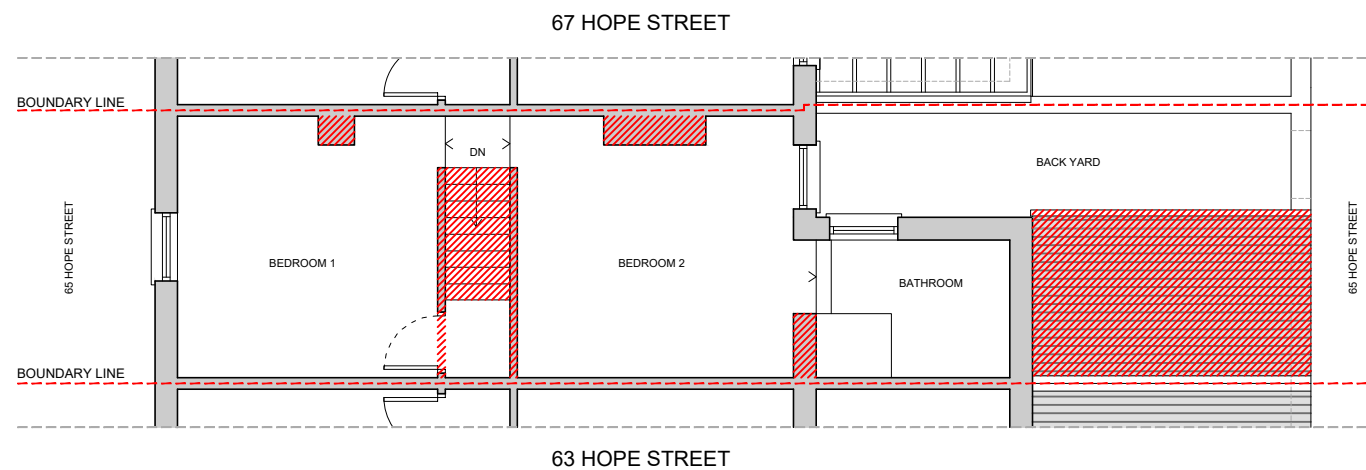 67 HOPE STREET
BOUNDARY LINE
DN
BACK YARD
65 HOPE STREET
65 HOPE STREET
BEDROOM 1
BEDROOM 2
BATHROOM
BOUNDARY LINE
63 HOPE STREET